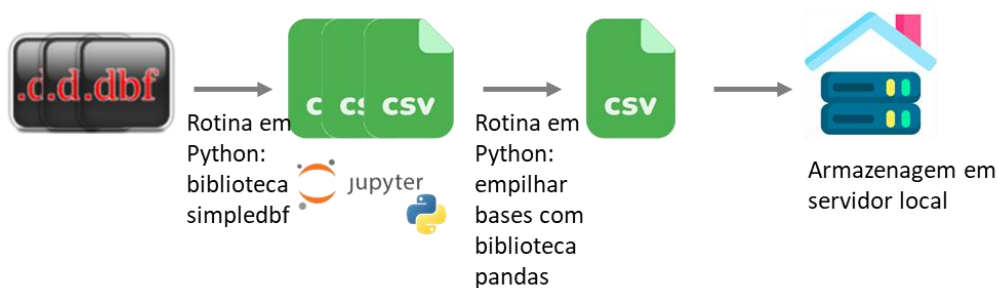 .d.d.dbf
Rotina em
Python:
biblioteca
simpledbf
c cs csv
jupyter
Rotina em
Python:
empilhar
bases com
biblioteca
pandas
csv
Armazenagem em
servidor local